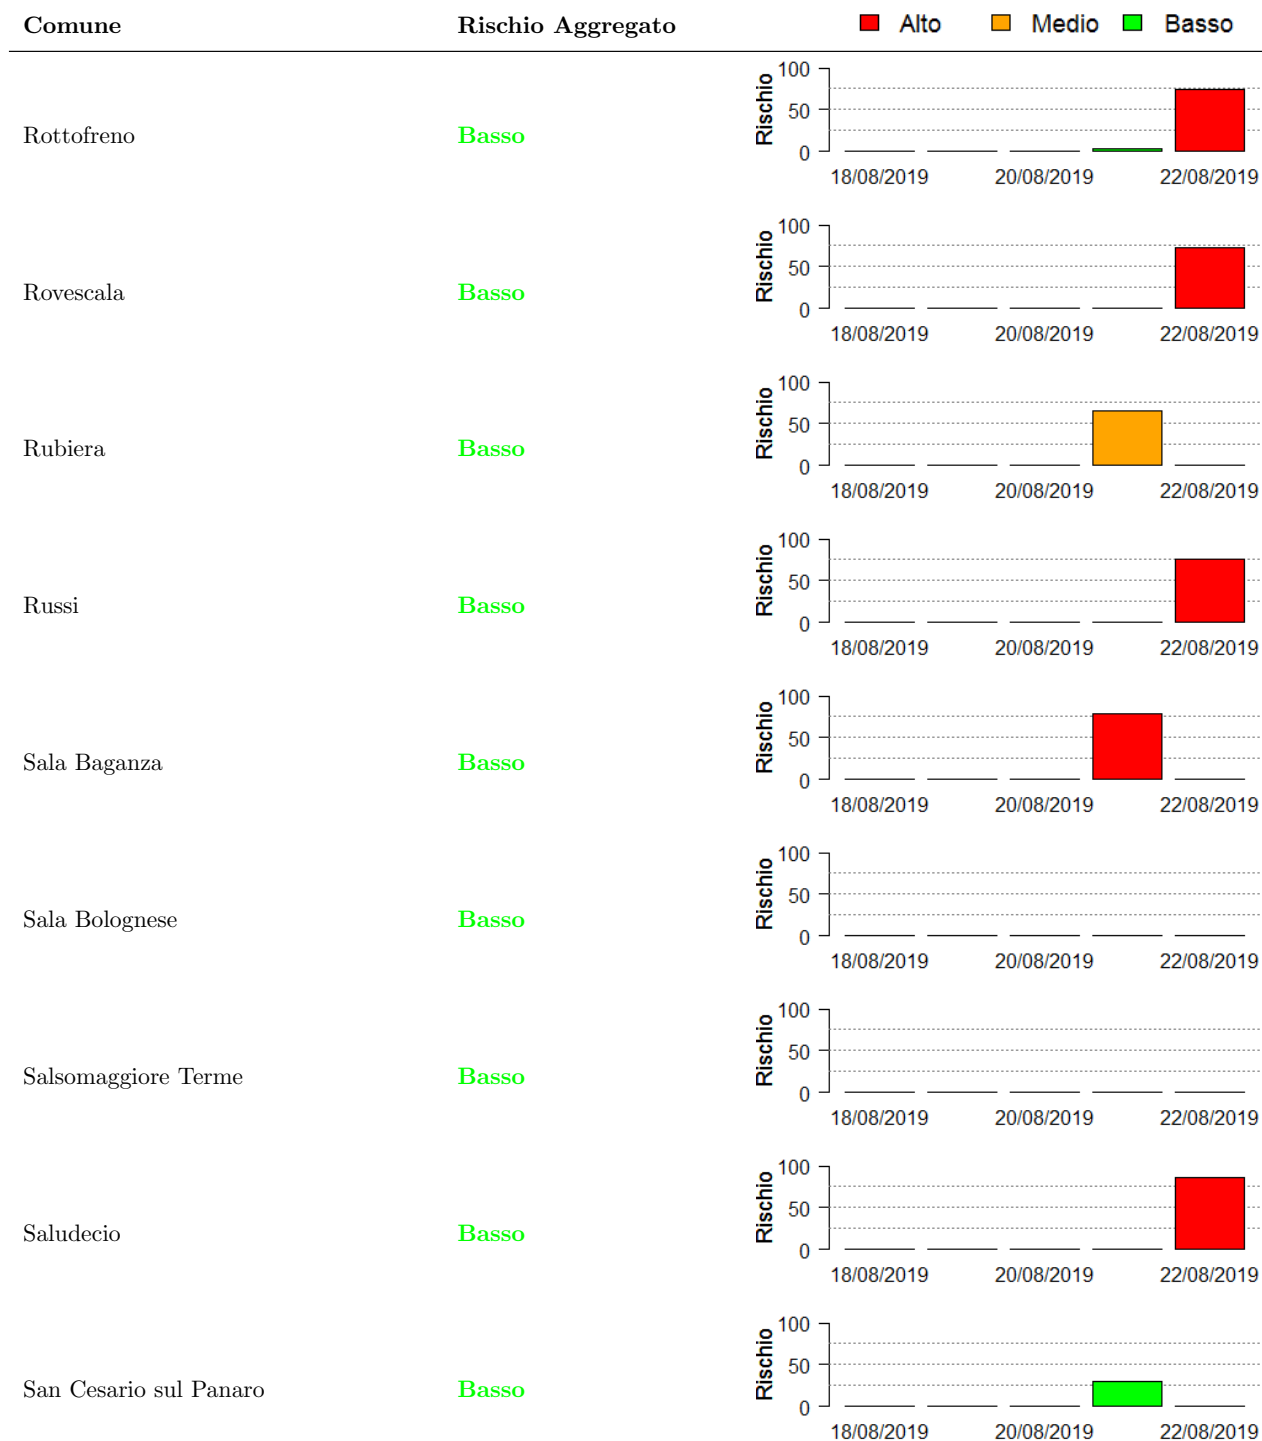 Comune Rischio Aggregato Alto Medio Basso
Rottofreno Basso
Rischio
100
50
0
18/08/2019 20/08/2019 22/08/2019
Rovescala Basso
Rischio
100
50
0
18/08/2019 20/08/2019 22/08/2019
Rubiera Basso
Rischio
100
50
0
18/08/2019 20/08/2019 22/08/2019
Russi Basso
Rischio
100
50
0
18/08/2019 20/08/2019 22/08/2019
Sala Baganza Basso
Rischio
100
50
0
18/08/2019 20/08/2019 22/08/2019
Sala Bolognese Basso
Rischio
100
50
0
18/08/2019 20/08/2019 22/08/2019
Salsomaggiore Terme Basso
Rischio
100
50
0
18/08/2019 20/08/2019 22/08/2019
Saludecio Basso
Rischio
100
50
0
18/08/2019 20/08/2019 22/08/2019
San Cesario sul Panaro Basso
Rischio
100
50
0
18/08/2019 20/08/2019 22/08/2019